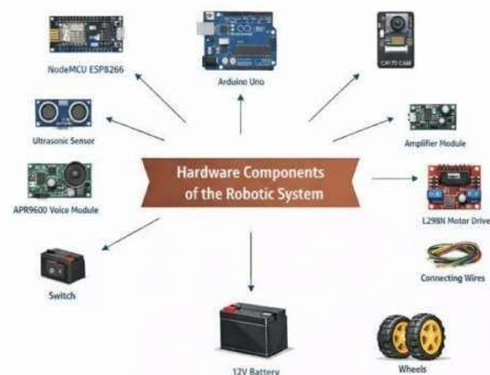 NodeMCU ESP8266
Arduino Uno
Ultrasonic Sensor
Amplifier Module
Hardware Components
of the Robotic System
APR9600 Voice Module
L298N Motor Drive
Connecting Wires
Switch
12V Battery
Wheels